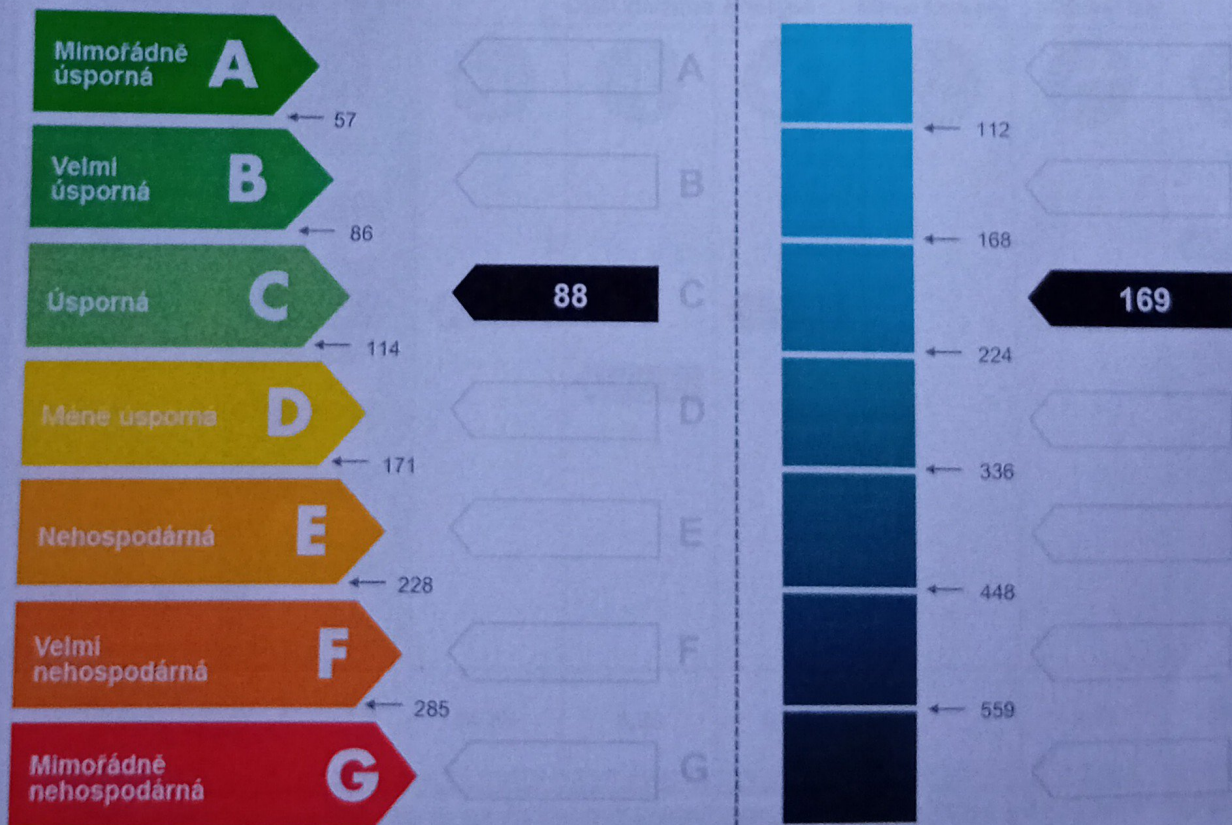 Mimořádně
úsporná A
A
57
112
Velmi
úsporná B
B
86
168
Úsporná C
88
C
169
114
224
Méně úsporná D
D
171
336
Nehospodárná E
E
228
448
Velmi
nehospodárná F
F
285
559
Mimořádně
nehospodárná G
G